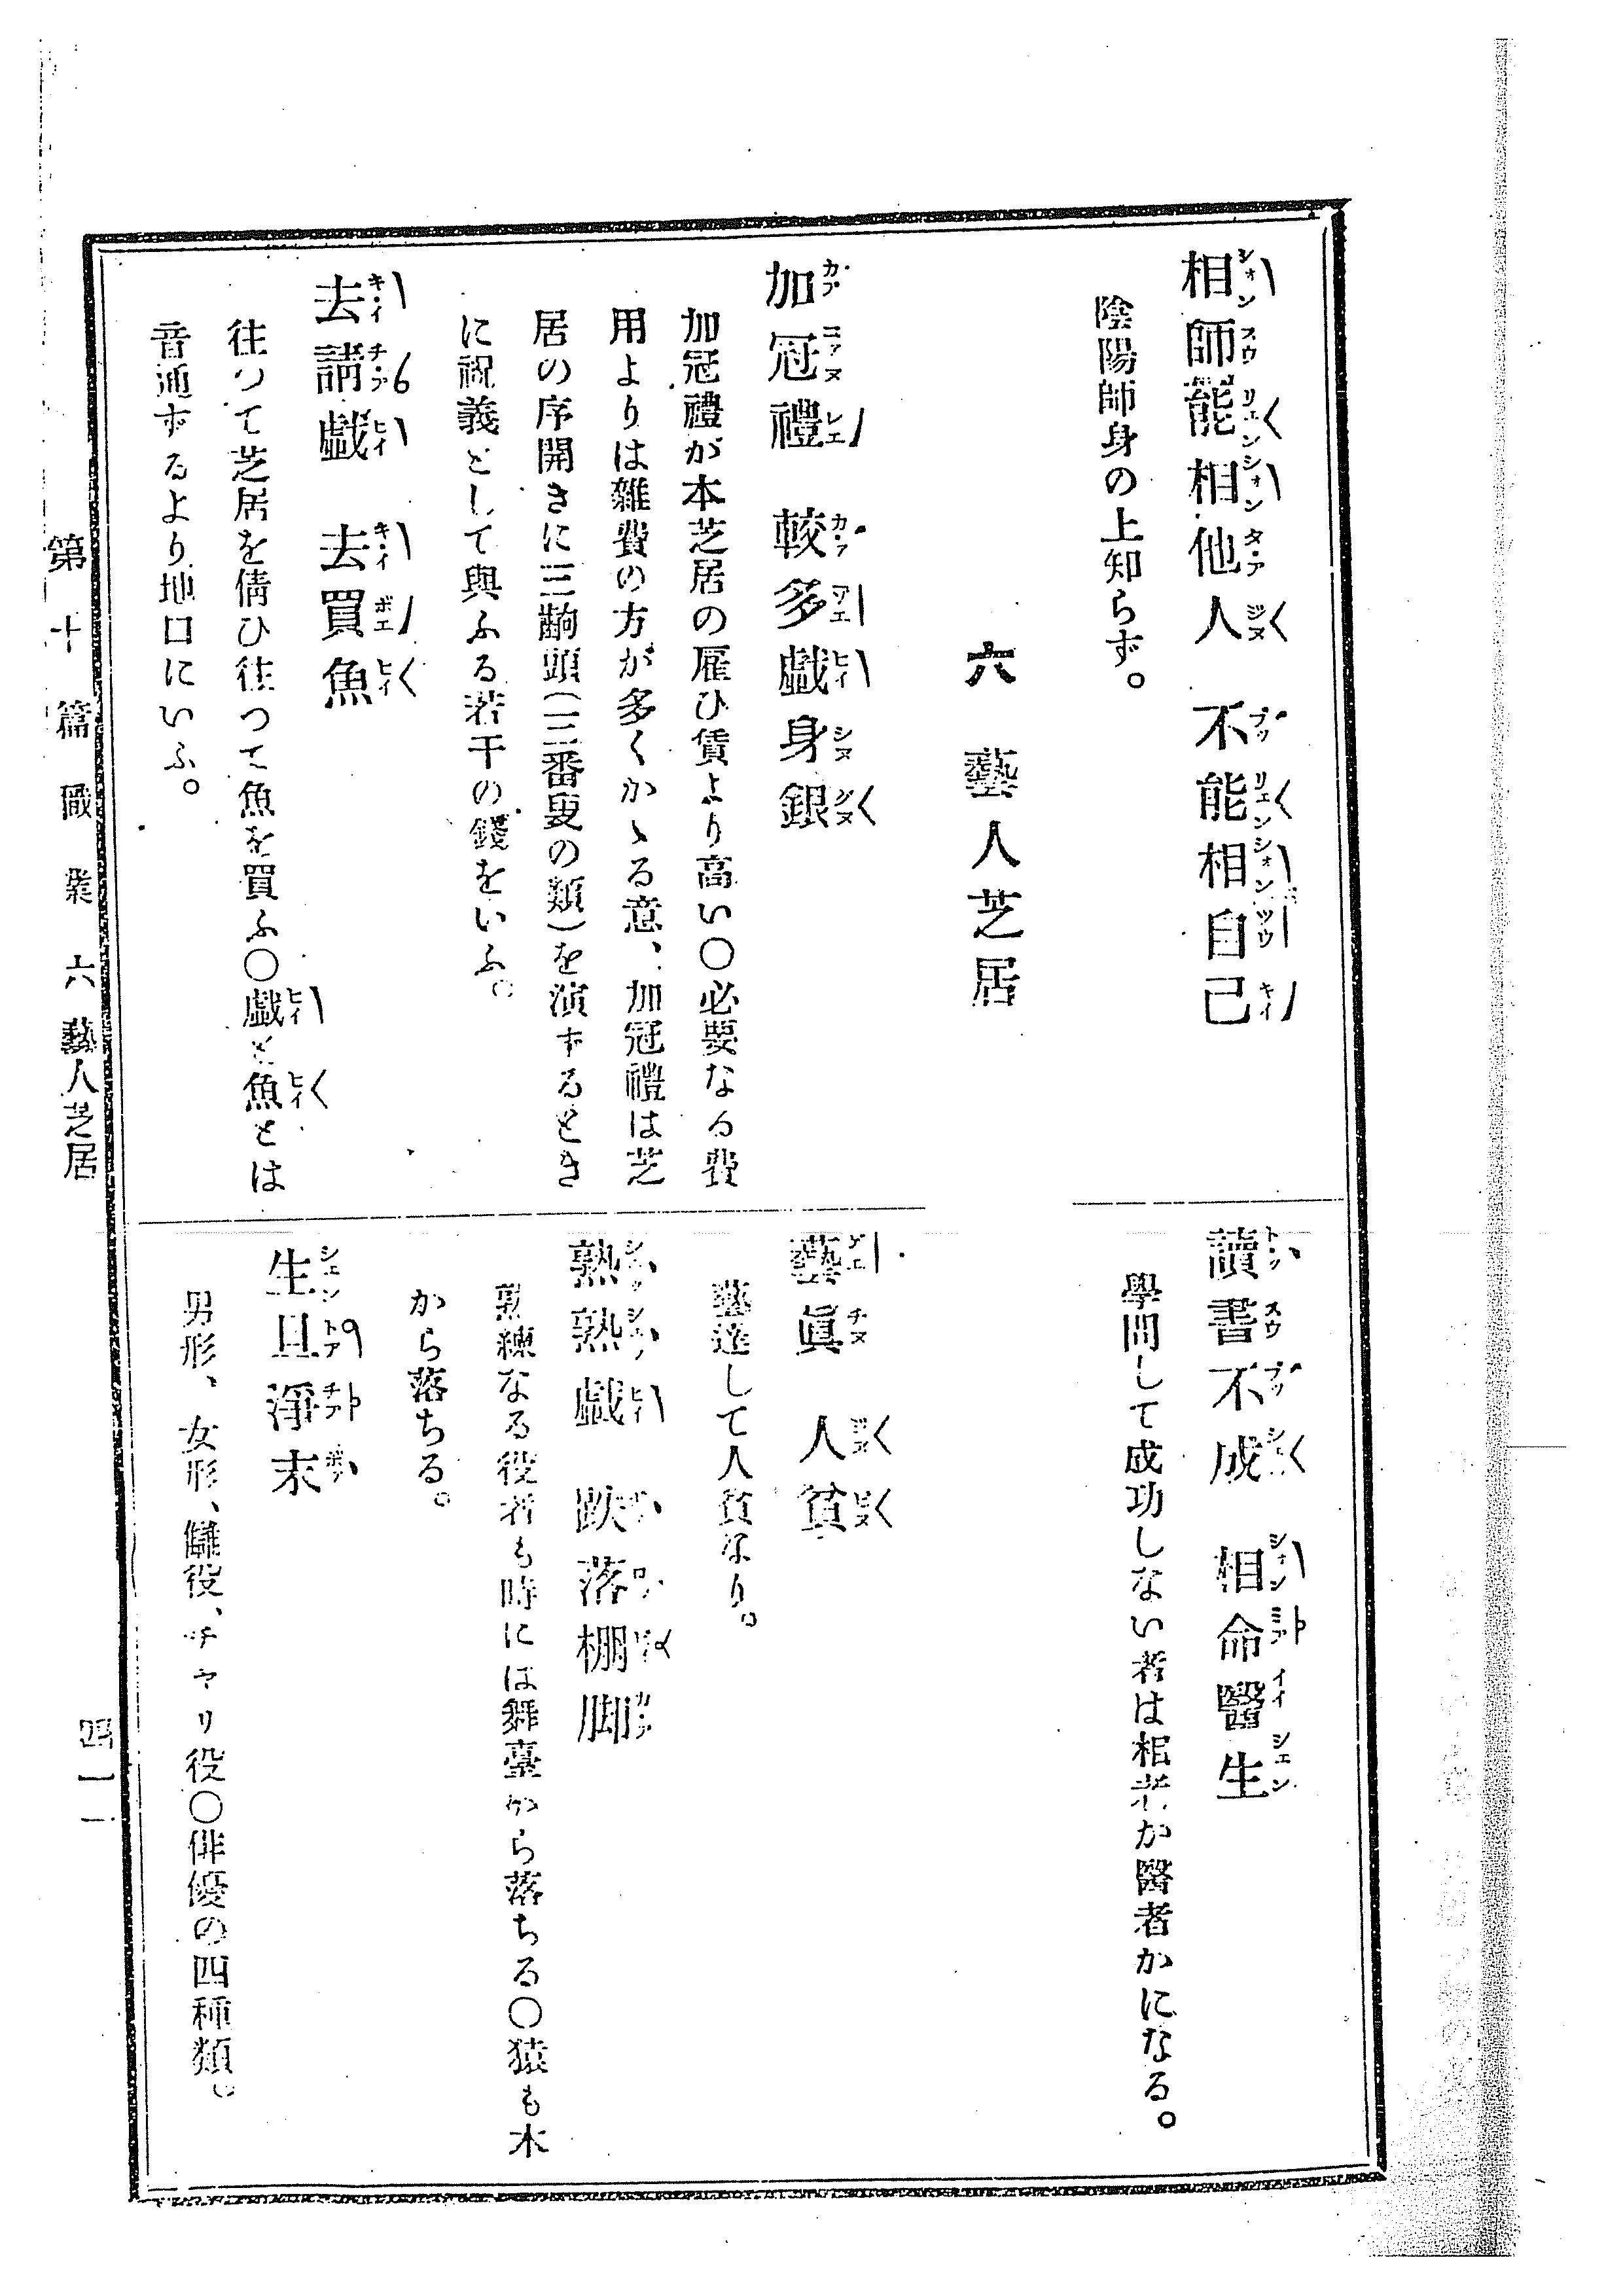 相師能相他人　不能相自己
陰陽師身の上知らず。
讀書不成　相命醫生
學問して成功しない者は相者か醫者かになる。
六　藝人芝居
加冠禮　較多戲身銀
加冠禮が本芝居の雇ひ賃より高い○必要なる費
用よりは雜費の方が多くかゝる意、加冠禮は芝
居の序開きに三齣頭（三番叟の類）を演ずるとき
に祝義として與ふる若干の錢をいふ。
去請戲　去買魚
往つて芝居を倩ひ往つて魚を買ふ○戲と魚とは
音通ずるより地口にいふ。
藝眞　人貧
藝達して人貧なり。
熟熟戲　跌落棚脚
熟練なる役者も時には舞臺から落ちる○猿も木
から落ちる。
生旦淨末
男形、女形、讎役、チャリ役○俳優の四種類。
第十篇　職業　六　藝人芝居
四一一